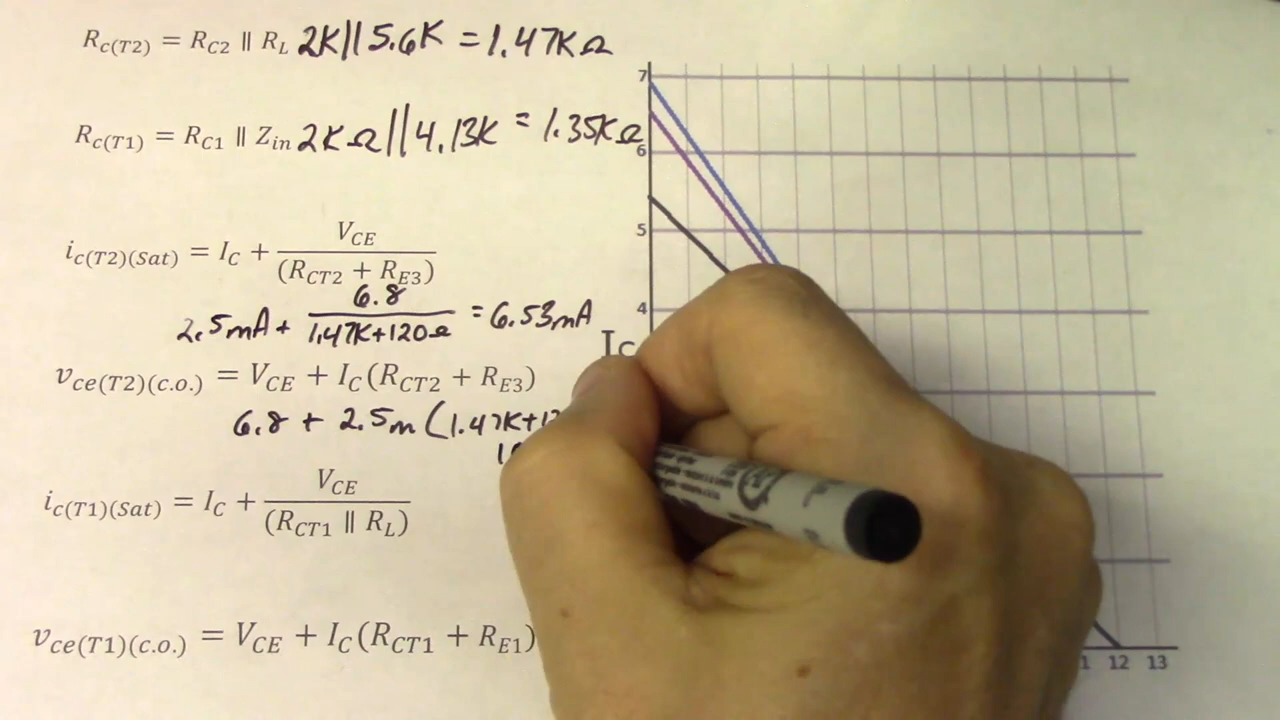 R_c(T2) = R_C2 ∥ R_L 2K||5.6K = 1.47KΩ
R_c(T1) = R_C1 ∥ Z_in 2KΩ||4.13K = 1.35KΩ
i_c(T2)(Sat) = I_C + V_CE / (R_CT2 + R_E3)
2.5mA + 6.8 / 1.47K+120Ω = 6.53mA
v_ce(T2)(c.o.) = V_CE + I_C(R_CT2 + R_E3)
6.8 + 2.5m (1.47K+1
i_c(T1)(Sat) = I_C + V_CE / (R_CT1 ∥ R_L)
v_ce(T1)(c.o.) = V_CE + I_C(R_CT1 + R_E1)
7
6
5
4
I_C
12 13